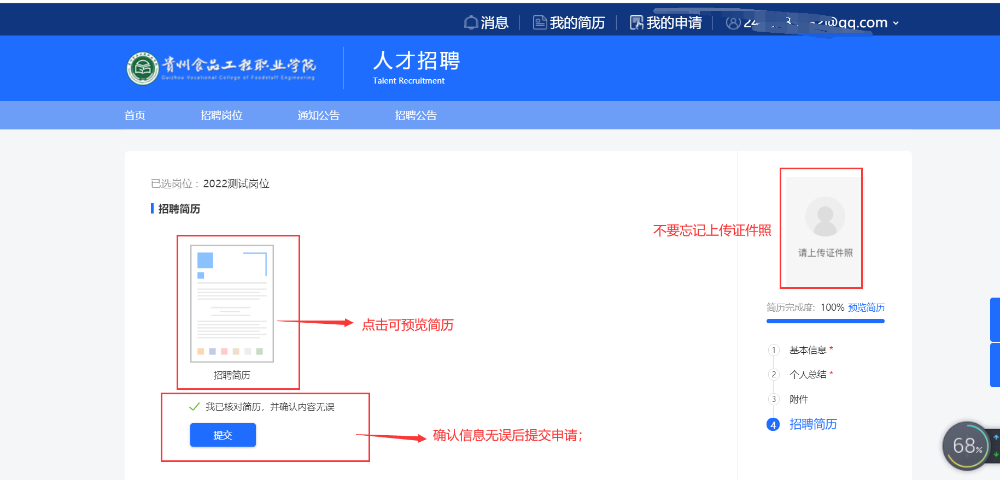 消息
我的简历
我的申请
@qq.com
贵州食品工程职业学院
Guizhou Vocational College of Foodstuff Engineering
人才招聘
Talent Recruitment
首页
招聘岗位
通知公告
招聘公告
已选岗位：2022测试岗位
招聘简历
点击可预览简历
招聘简历
我已核对简历，并确认内容无误
提交
确认信息无误后提交申请；
不要忘记上传证件照
请上传证件照
简历完成度: 100% 预览简历
1 基本信息 *
2 个人总结 *
3 附件
4 招聘简历
68%